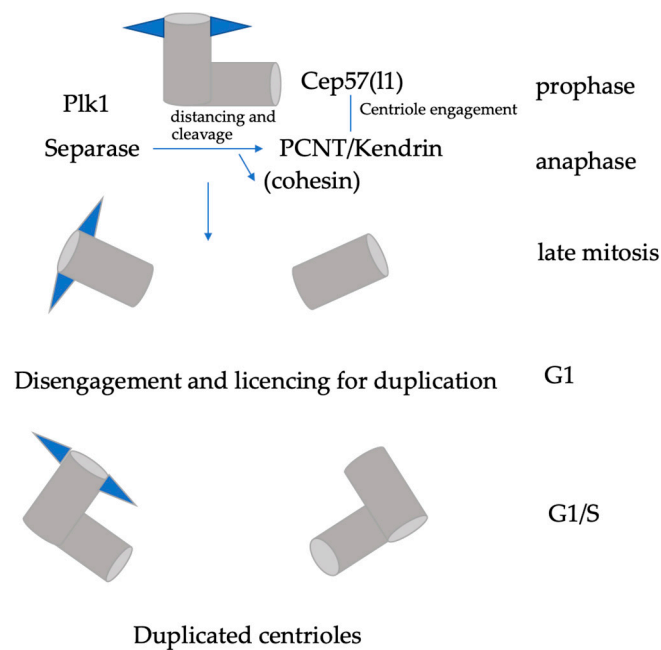 Plk1
Cep57(l1)
prophase
distancing and
cleavage
Centriole engagement
Separase
PCNT/Kendrin
anaphase
(cohesin)
late mitosis
Disengagement and licencing for duplication
G1
G1/S
Duplicated centrioles